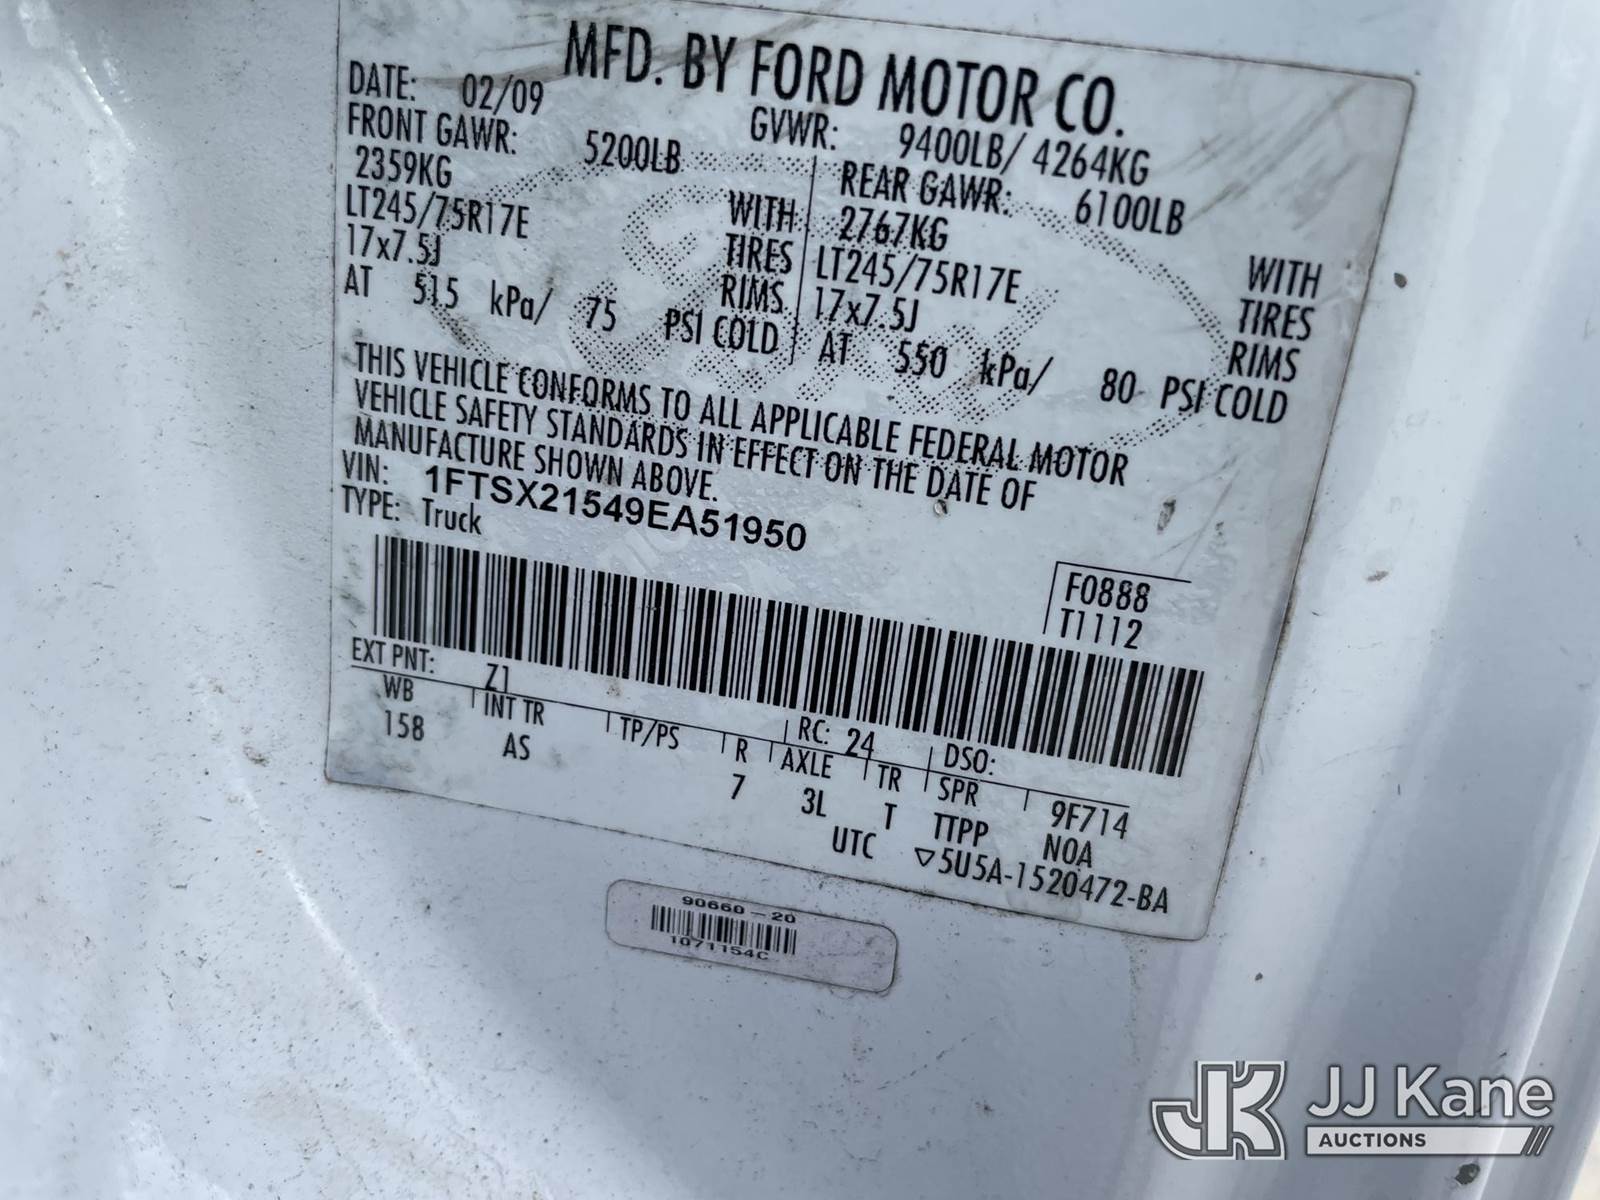 MFD. BY FORD MOTOR CO.
DATE: 02/09 GVWR: 9400LB/ 4264KG
FRONT GAWR: 5200LB REAR GAWR: 6100LB
2359KG WITH 2767KG WITH
LT245/75R17E TIRES LT245/75R17E TIRES
17x7.5J RIMS 17x7.5J RIMS
AT 515 kPa/ 75 PSI COLD AT 550 kPa/ 80 PSI COLD
THIS VEHICLE CONFORMS TO ALL APPLICABLE FEDERAL MOTOR
VEHICLE SAFETY STANDARDS IN EFFECT ON THE DATE OF
MANUFACTURE SHOWN ABOVE.
VIN: 1FTSX21549EA51950
TYPE: Truck
F0888
T1112
EXT PNT: Z1 RC: 24 DSO:
WB INT TR TP/PS R AXLE TR SPR 9F714
158 AS 7 3L T TTPP NOA
UTC ▽5U5A-1520472-BA
90660-20
1071154C
JK JJ Kane
AUCTIONS